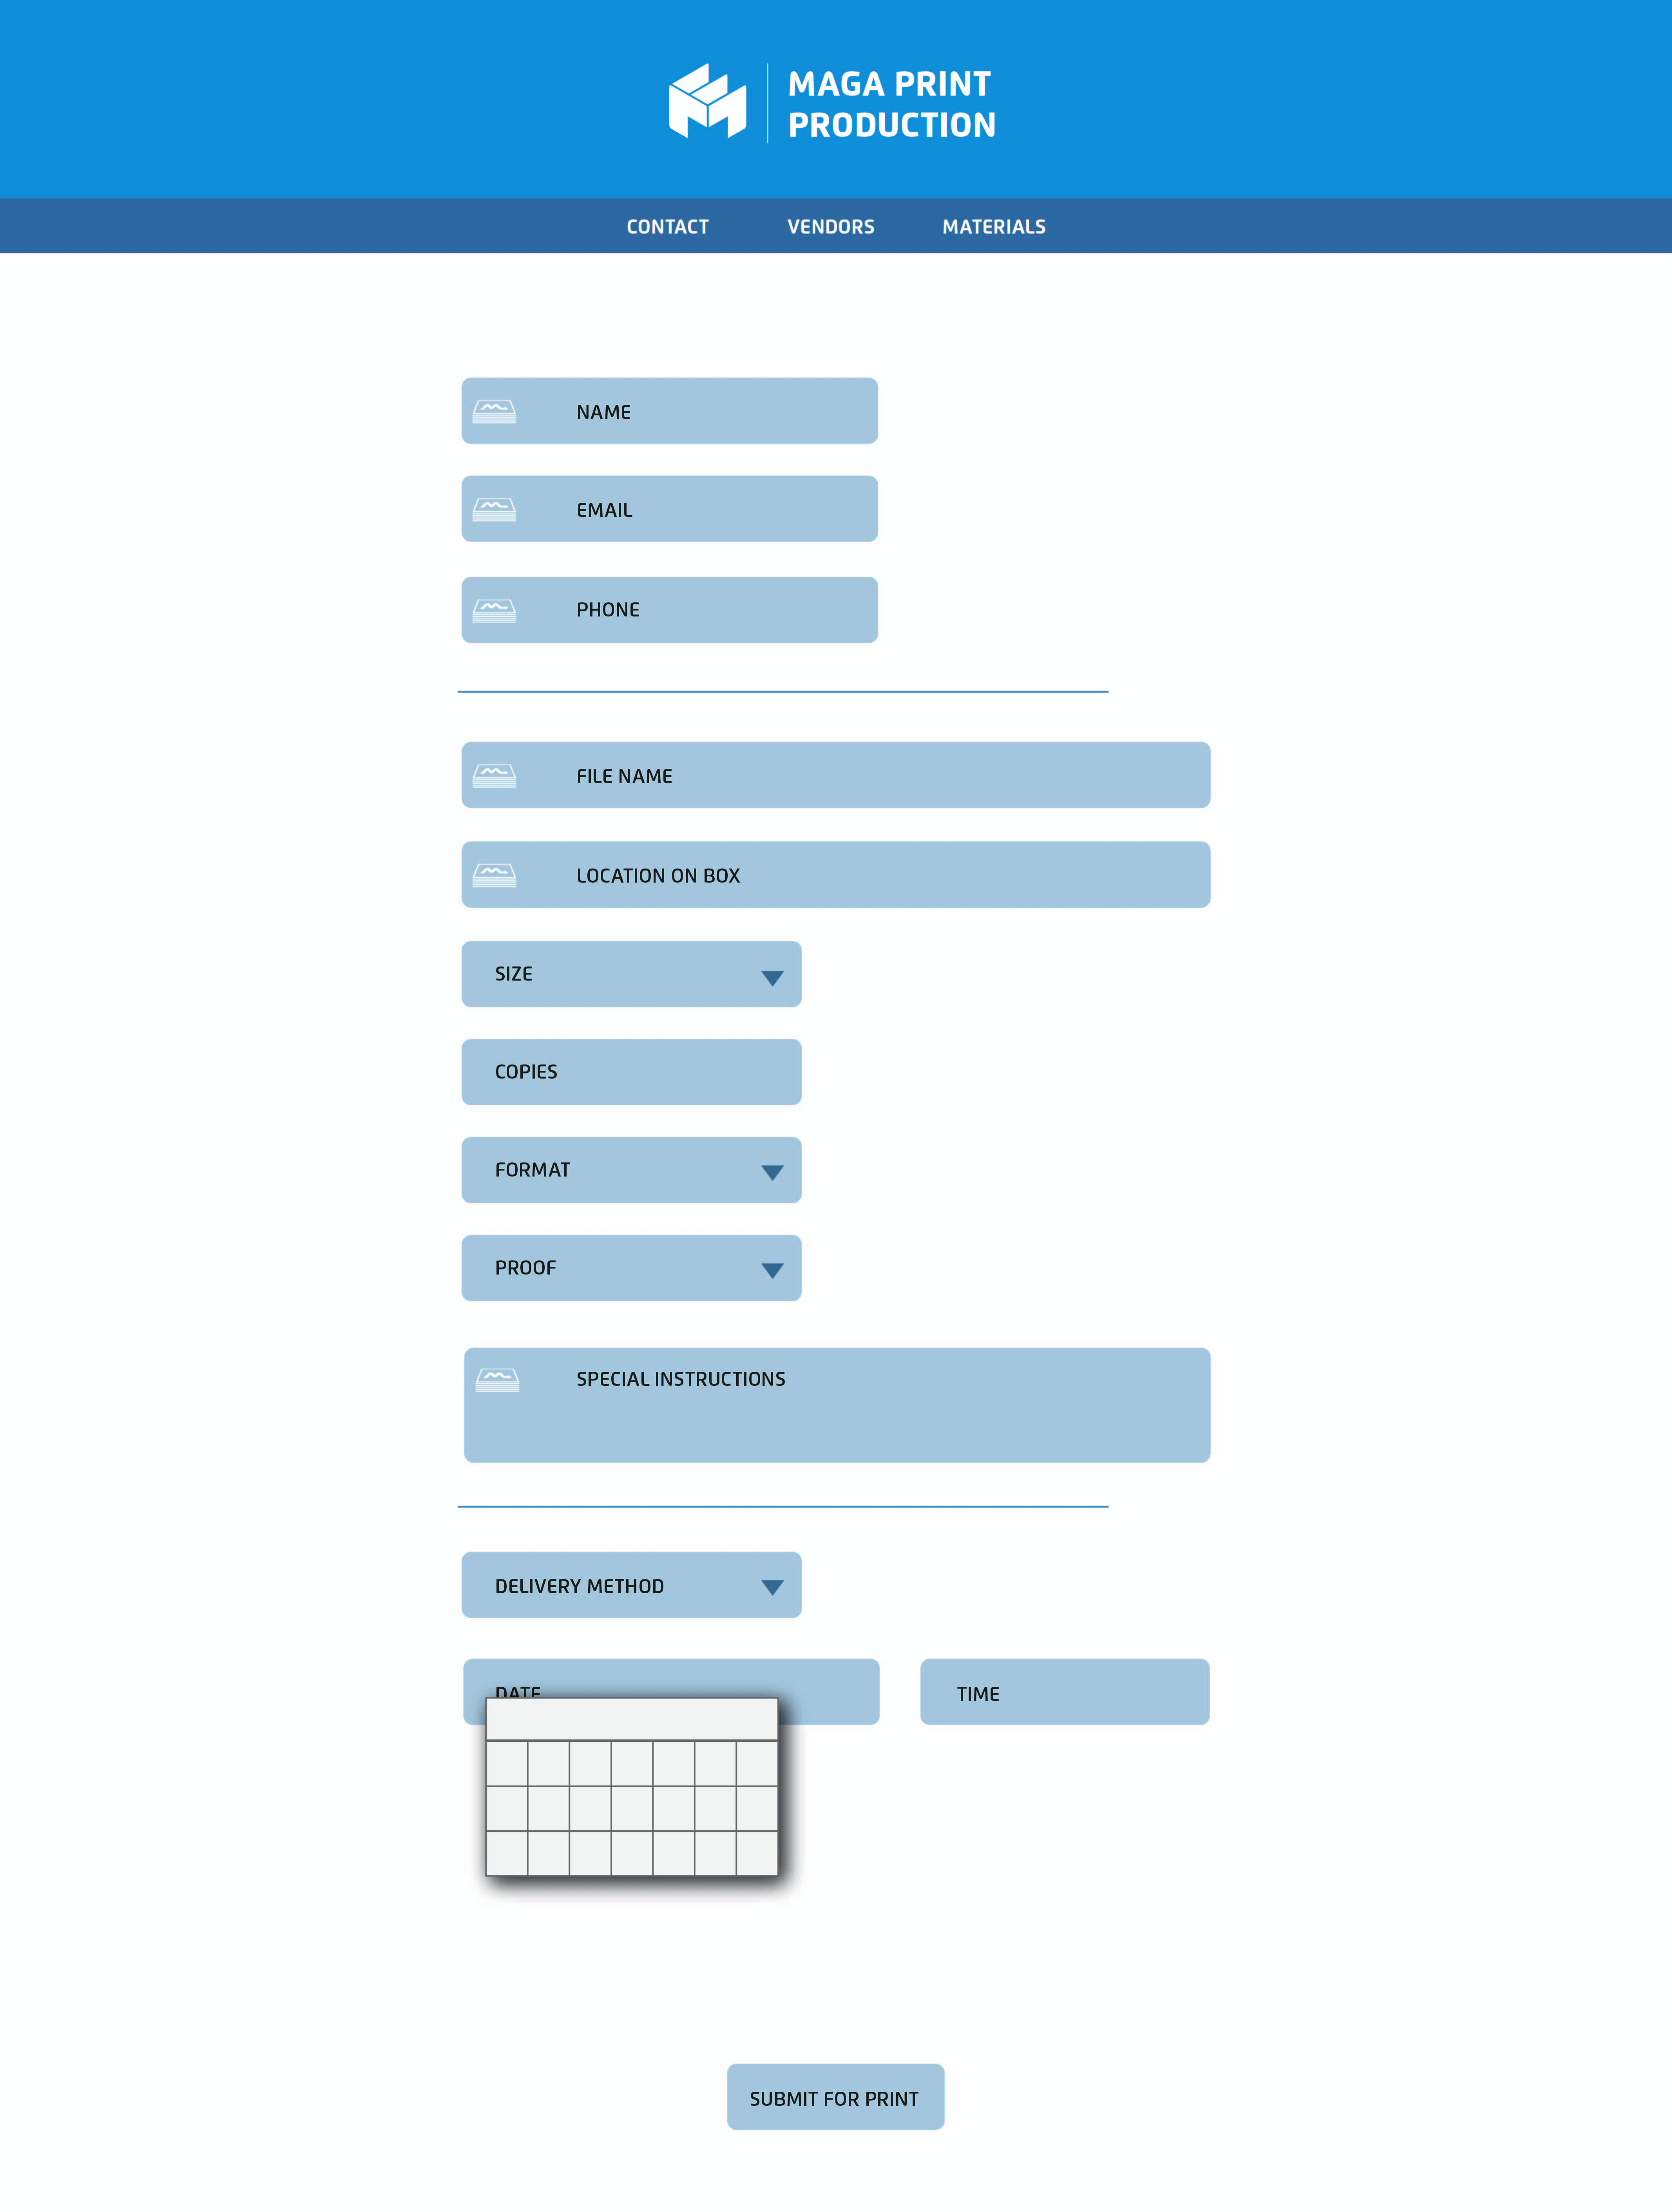 MAGA PRINT
PRODUCTION
CONTACT VENDORS MATERIALS
NAME
EMAIL
PHONE
FILE NAME
LOCATION ON BOX
SIZE
COPIES
FORMAT
PROOF
SPECIAL INSTRUCTIONS
DELIVERY METHOD
DATE TIME
SUBMIT FOR PRINT